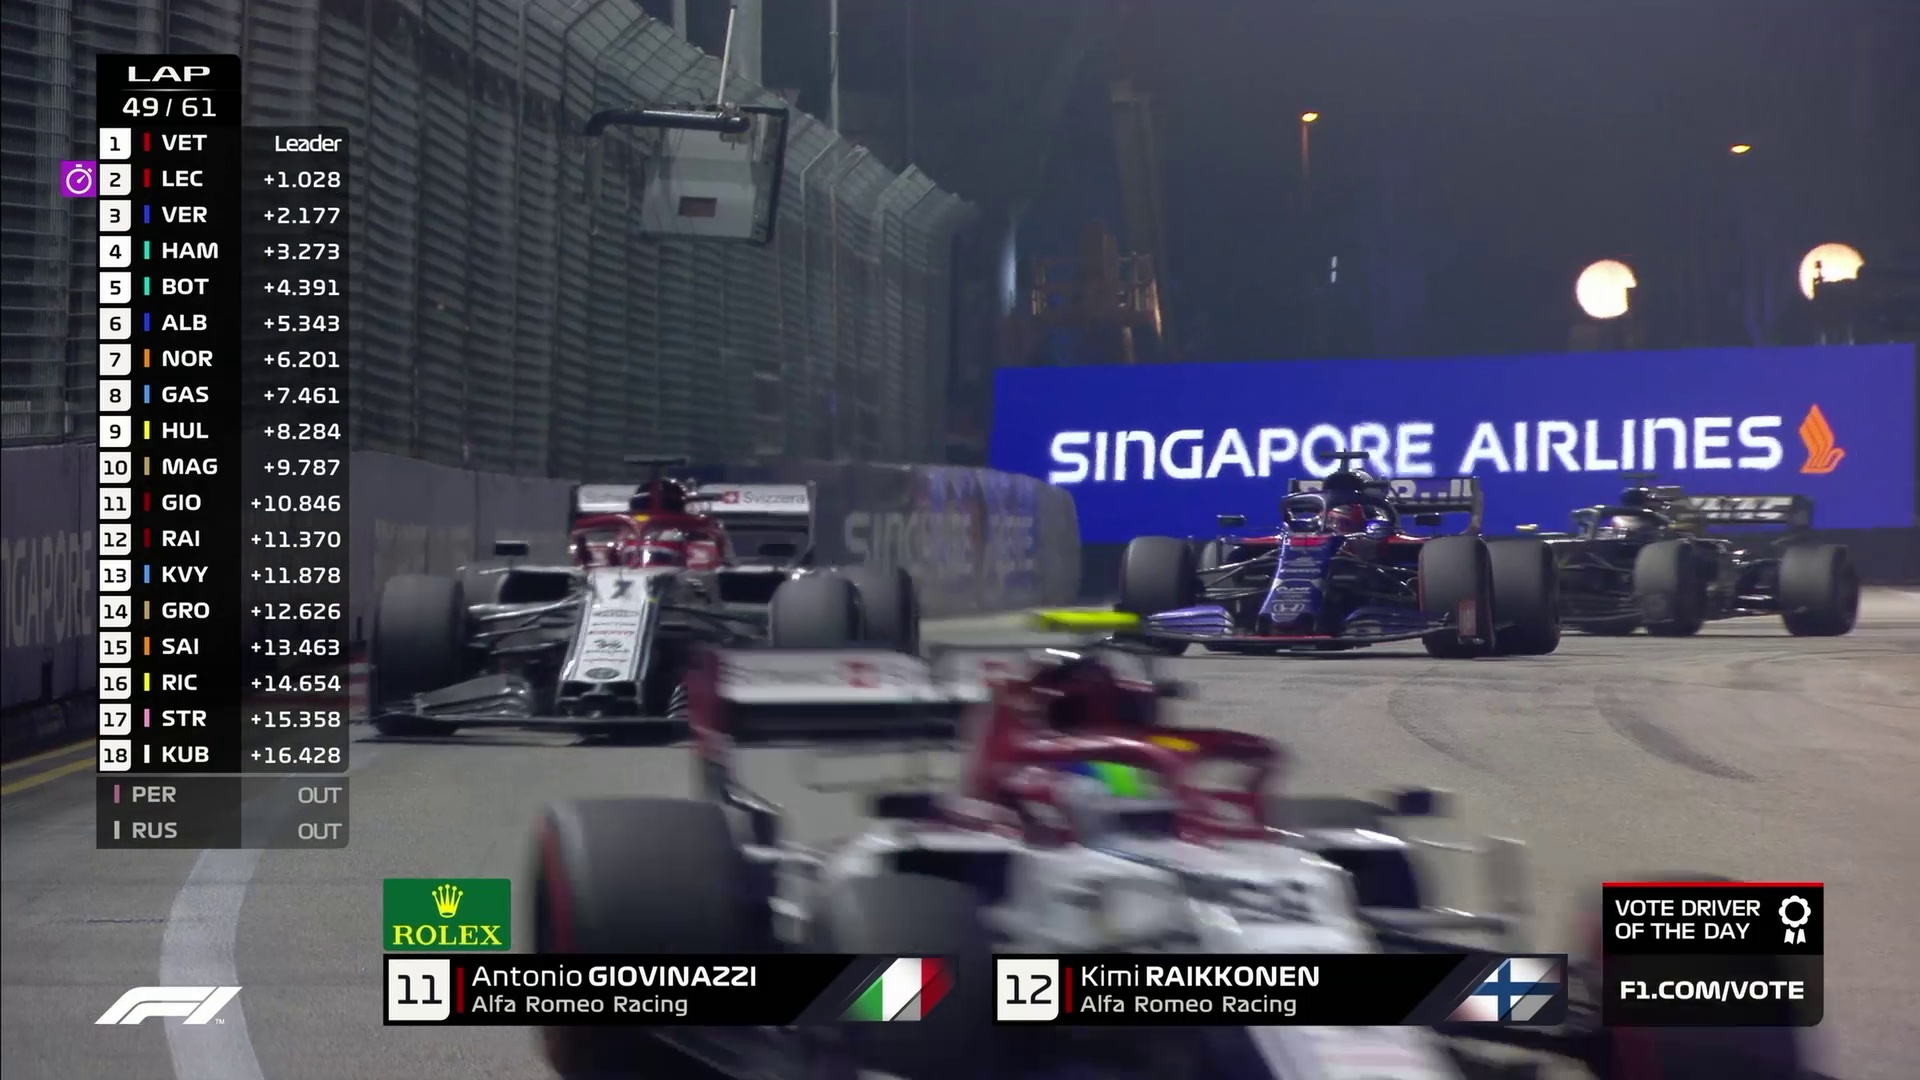 LAP
49 / 61
1 VET Leader
2 LEC +1.028
3 VER +2.177
4 HAM +3.273
5 BOT +4.391
6 ALB +5.343
7 NOR +6.201
8 GAS +7.461
9 HUL +8.284
10 MAG +9.787
11 GIO +10.846
12 RAI +11.370
13 KVY +11.878
14 GRO +12.626
15 SAI +13.463
16 RIC +14.654
17 STR +15.358
18 KUB +16.428
PER OUT
RUS OUT
SINGAPORE AIRLINES
Svizzera
7
ROLEX
11 Antonio GIOVINAZZI
Alfa Romeo Racing
12 Kimi RAIKKONEN
Alfa Romeo Racing
VOTE DRIVER
OF THE DAY
F1.COM/VOTE
F1
TM